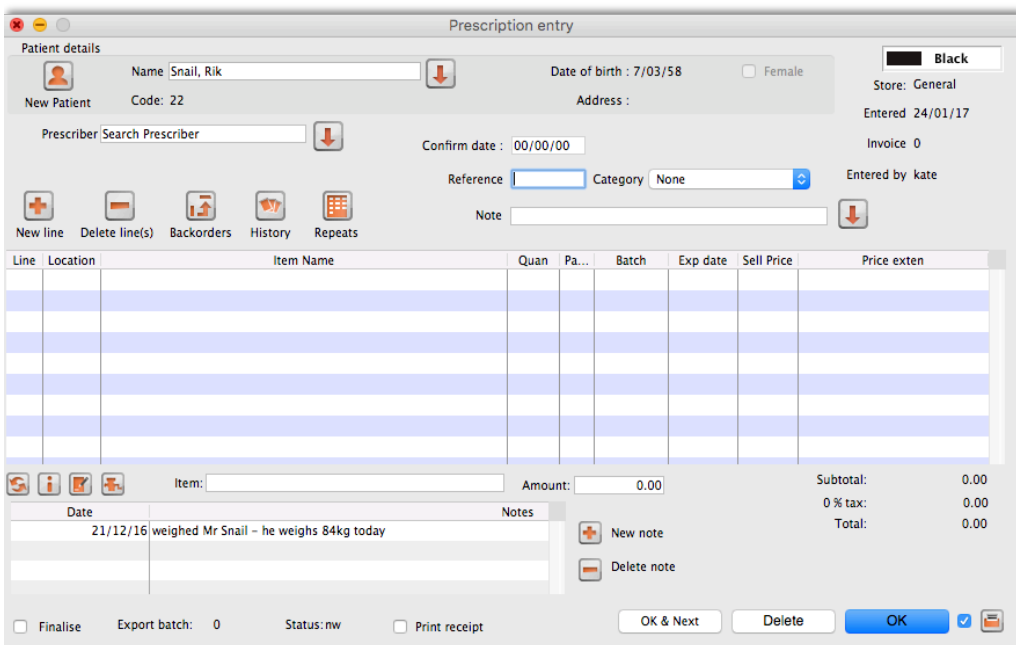 Prescription entry
Patient details
Black
Name Snail, Rik
Date of birth : 7/03/58
Female
Store: General
New Patient
Code: 22
Address :
Entered 24/01/17
Prescriber Search Prescriber
Confirm date : 00/00/00
Invoice 0
Reference
Category None
Entered by kate
Note
New line Delete line(s) Backorders History Repeats
Line Location Item Name Quan Pa... Batch Exp date Sell Price Price exten
Item:
Amount: 0.00
Subtotal: 0.00
0 % tax: 0.00
Total: 0.00
Date Notes
21/12/16 weighed Mr Snail – he weighs 84kg today
New note
Delete note
Finalise Export batch: 0 Status: nw Print receipt OK & Next Delete OK